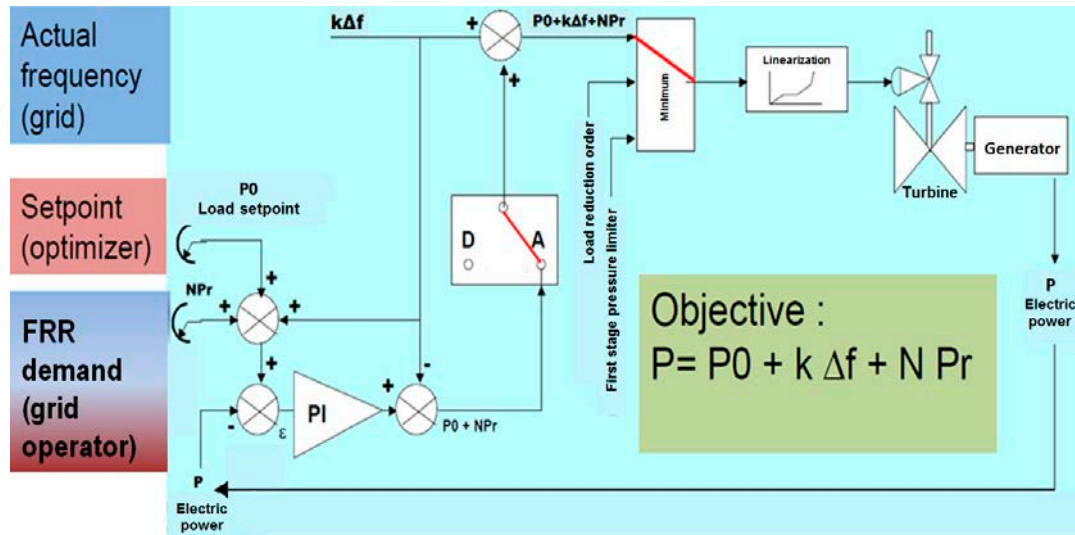 Actual
frequency
(grid)
Setpoint
(optimizer)
FRR
demand
(grid
operator)
kΔf
+
+
P0+kΔf+NPr
Minimum
Load reduction order
First stage pressure limiter
Linearization
Generator
Turbine
P0
Load setpoint
D
A
+
NPr
+
+
+
-
ε
PI
+
-
P0 + NPr
P
Electric
power
P
Electric
power
Objective :
P= P0 + k Δf + N Pr